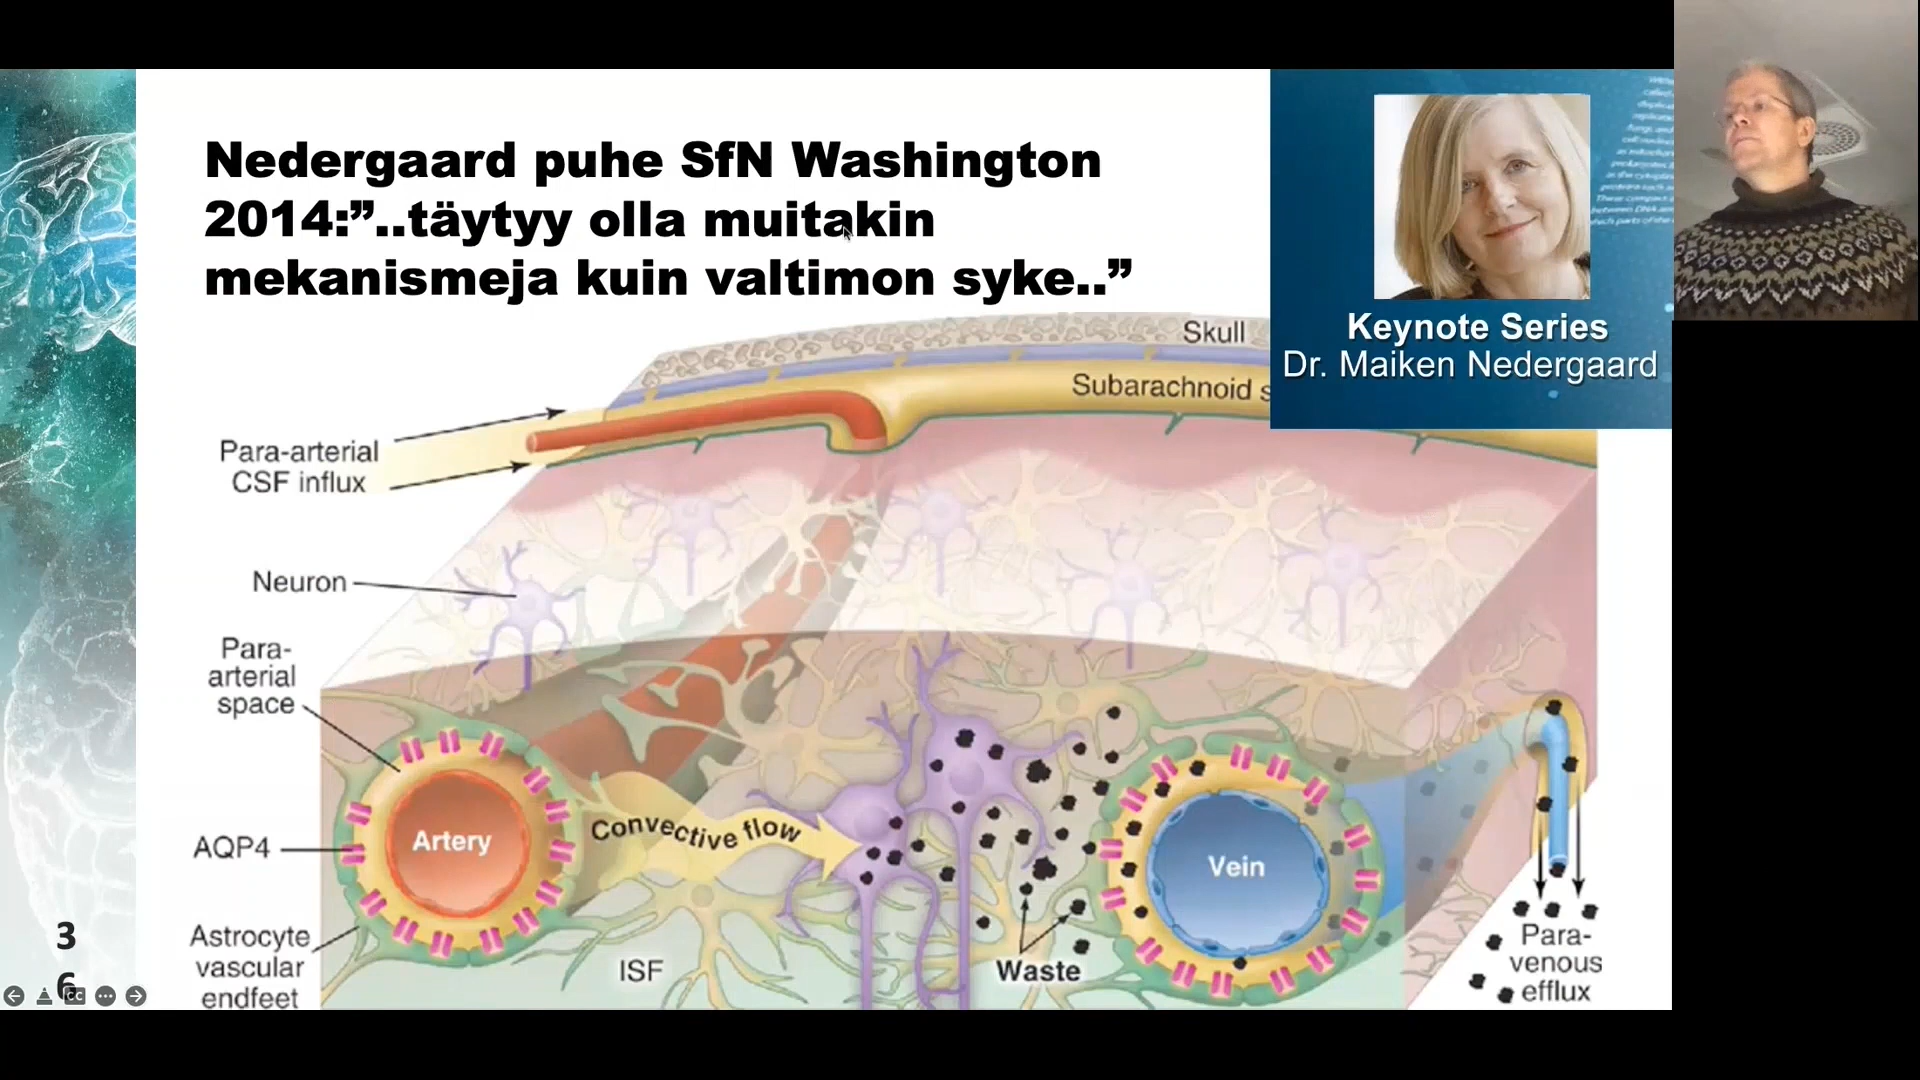 Nedergaard puhe SfN Washington
2014:”..täytyy olla muitakin
mekanismeja kuin valtimon syke..”
Keynote Series
Dr. Maiken Nedergaard
Skull
Subarachnoid s
Para-arterial
CSF influx
Neuron
Para-
arterial
space
AQP4
Artery
Convective flow
Vein
Astrocyte
vascular
endfeet
ISF
Waste
Para-
venous
efflux
3
6